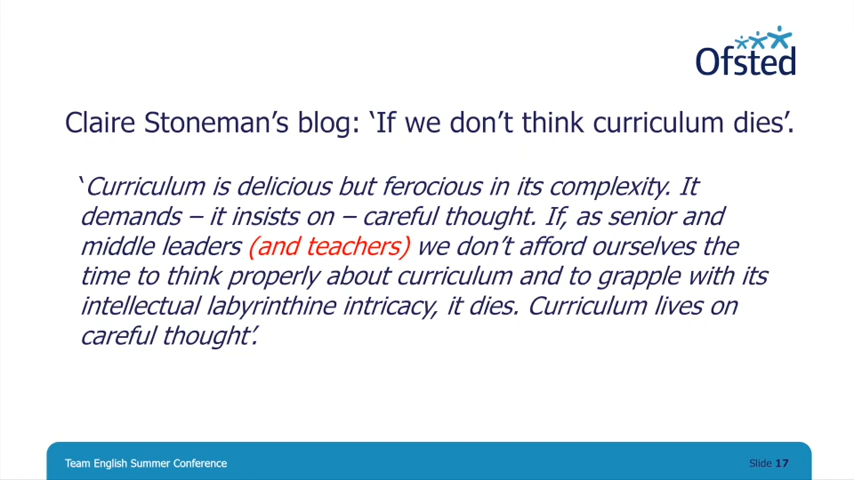 Ofsted
Claire Stoneman’s blog: ‘If we don’t think curriculum dies’.
‘Curriculum is delicious but ferocious in its complexity. It
demands – it insists on – careful thought. If, as senior and
middle leaders (and teachers) we don’t afford ourselves the
time to think properly about curriculum and to grapple with its
intellectual labyrinthine intricacy, it dies. Curriculum lives on
careful thought’.
Team English Summer Conference
Slide 17